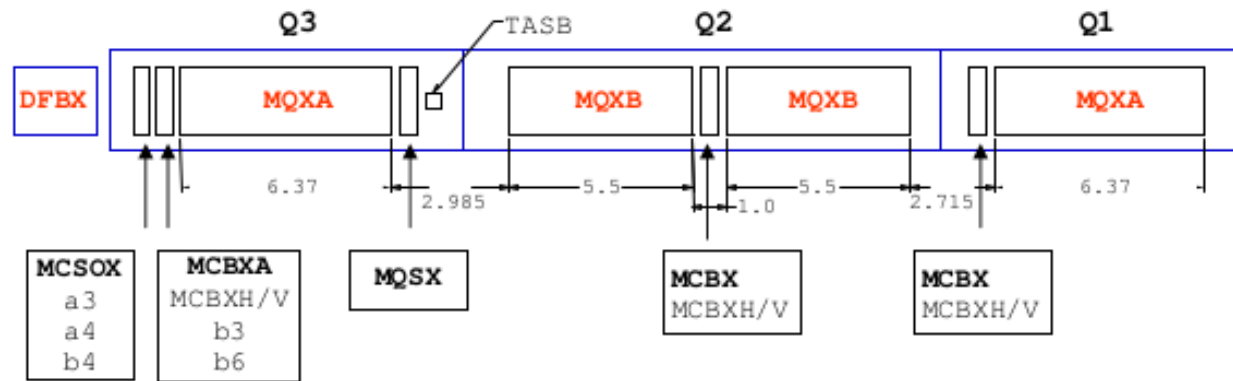 Q3 Q2 Q1
TASB
DFBX MQXA MQXB MQXB MQXA
6.37 2.985 5.5 1.0 5.5 2.715 6.37
MCSOX
a3
a4
b4
MCBXA
MCBXH/V
b3
b6
MQSX
MCBX
MCBXH/V
MCBX
MCBXH/V